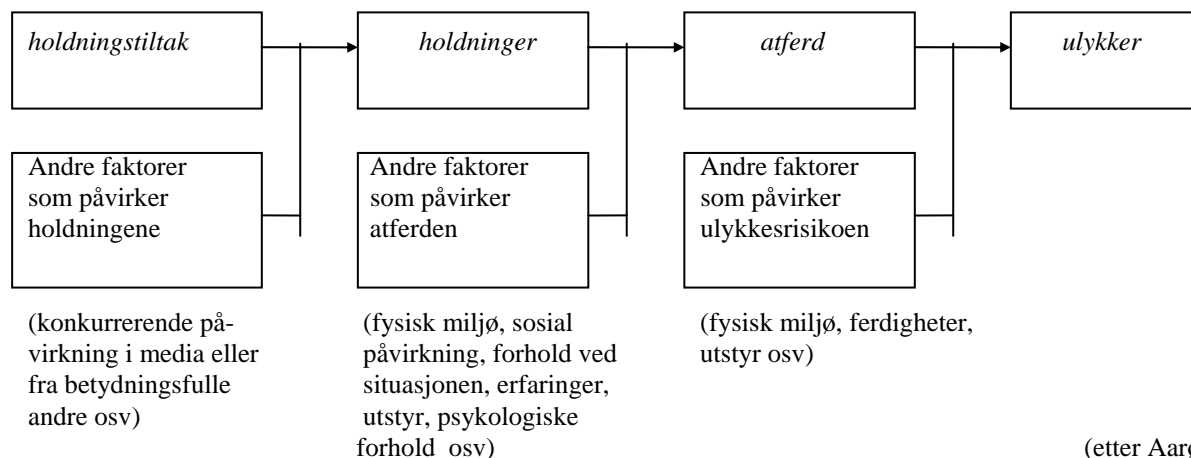 holdningstiltak
holdninger
atferd
ulykker
Andre faktorer
som påvirker
holdningene
Andre faktorer
som påvirker
atferden
Andre faktorer
som påvirker
ulykkesrisikoen
(konkurrerende på-
virkning i media eller
fra betydningsfulle
andre osv)
(fysisk miljø, sosial
påvirkning, forhold ved
situasjonen, erfaringer,
utstyr, psykologiske
forhold osv)
(fysisk miljø, ferdigheter,
utstyr osv)
(etter Aarø